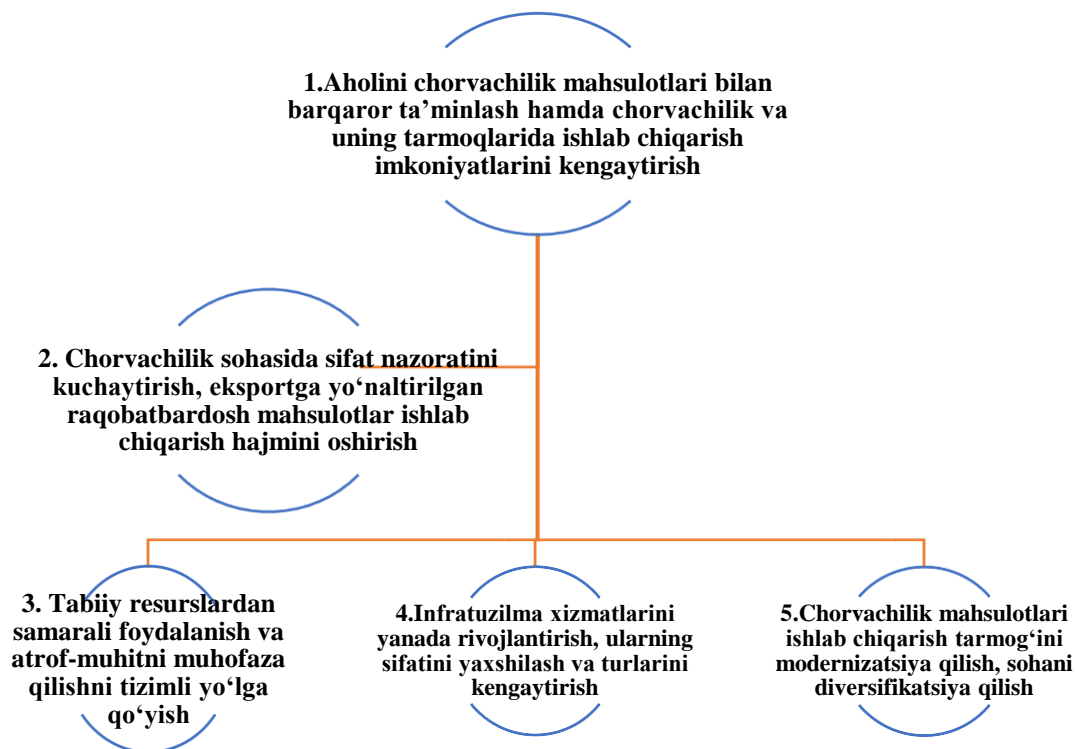 1.Aholini chorvachilik mahsulotlari bilan
barqaror ta’minlash hamda chorvachilik va
uning tarmoqlarida ishlab chiqarish
imkoniyatlarini kengaytirish
2. Chorvachilik sohasida sifat nazoratini
kuchaytirish, eksportga yo‘naltirilgan
raqobatbardosh mahsulotlar ishlab
chiqarish hajmini oshirish
3. Tabiiy resurslardan
samarali foydalanish va
atrof-muhitni muhofaza
qilishni tizimli yo‘lga
qo‘yish
4.Infratuzilma xizmatlarini
yanada rivojlantirish, ularning
sifatini yaxshilash va turlarini
kengaytirish
5.Chorvachilik mahsulotlari
ishlab chiqarish tarmog‘ini
modernizatsiya qilish, sohani
diversifikatsiya qilish